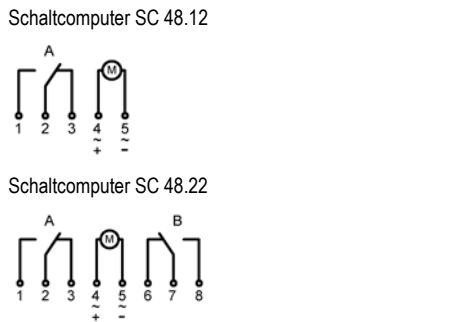 Schaltcomputer SC 48.12
A
M
1 2 3 4 5
~ ~
+ -
Schaltcomputer SC 48.22
A B
M
1 2 3 4 5 6 7 8
~ ~
+ -